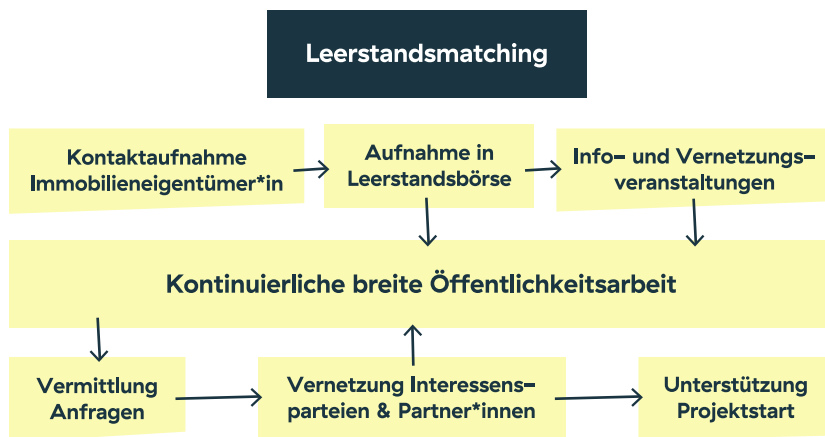 Leerstandsmatching
Kontaktaufnahme
Immobilieneigentümer*in
Aufnahme in
Leerstandsbörse
Info- und Vernetzungs-
veranstaltungen
Kontinuierliche breite Öffentlichkeitsarbeit
Vermittlung
Anfragen
Vernetzung Interessens-
parteien & Partner*innen
Unterstützung
Projektstart